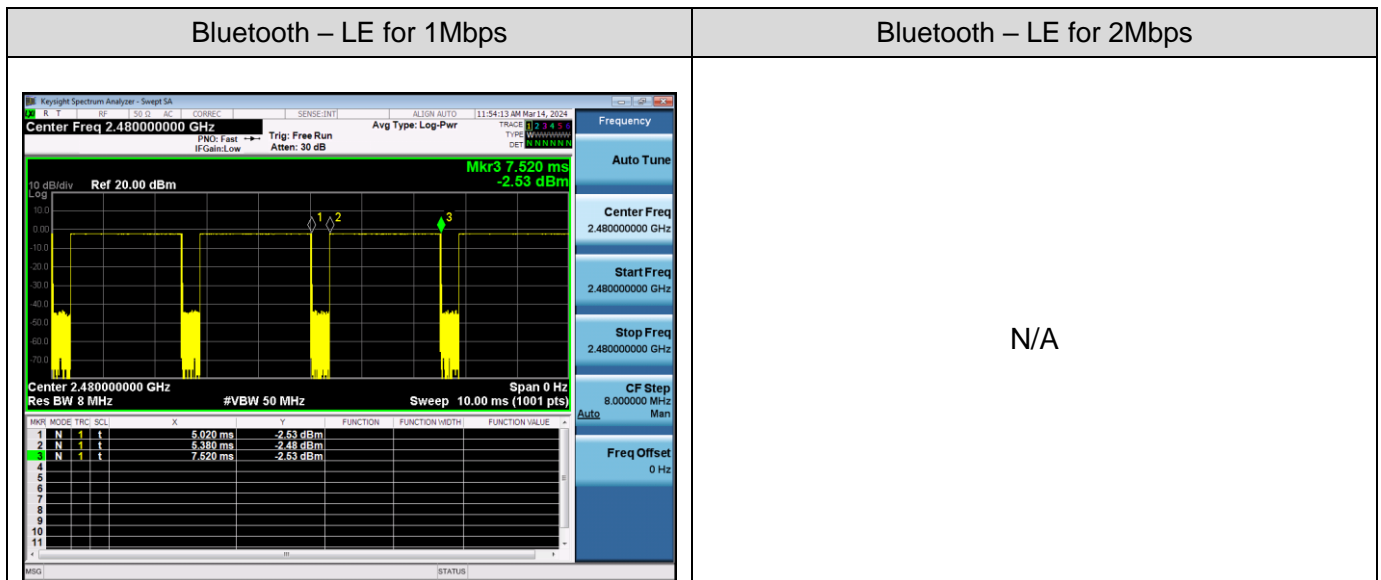 Bluetooth – LE for 1Mbps
Bluetooth – LE for 2Mbps
Keysight Spectrum Analyzer - Swept SA
R T RF 50 Ω AC CORREC SENSE:INT ALIGN AUTO 11:54:13 AM Mar 14, 2024
Center Freq 2.480000000 GHz
PNO: Fast
IFGain:Low
Trig: Free Run
Atten: 30 dB
Avg Type: Log-Pwr
TRACE 1 2 3 4 5 6
TYPE WWWWWW
DET N N N N N N
Mkr3 7.520 ms
-2.53 dBm
10 dB/div Ref 20.00 dBm
Log
10.0
0.00
-10.0
-20.0
-30.0
-40.0
-50.0
-60.0
-70.0
1 2 3
Center 2.480000000 GHz Span 0 Hz
Res BW 8 MHz #VBW 50 MHz Sweep 10.00 ms (1001 pts)
MKR MODE TRC SCL X Y FUNCTION FUNCTION WIDTH FUNCTION VALUE
1 N 1 t 5.020 ms -2.53 dBm
2 N 1 t 5.380 ms -2.48 dBm
3 N 1 t 7.520 ms -2.53 dBm
4
5
6
7
8
9
10
11
MSG STATUS
Frequency
Auto Tune
Center Freq
2.480000000 GHz
Start Freq
2.480000000 GHz
Stop Freq
2.480000000 GHz
CF Step
8.000000 MHz
Auto Man
Freq Offset
0 Hz
N/A